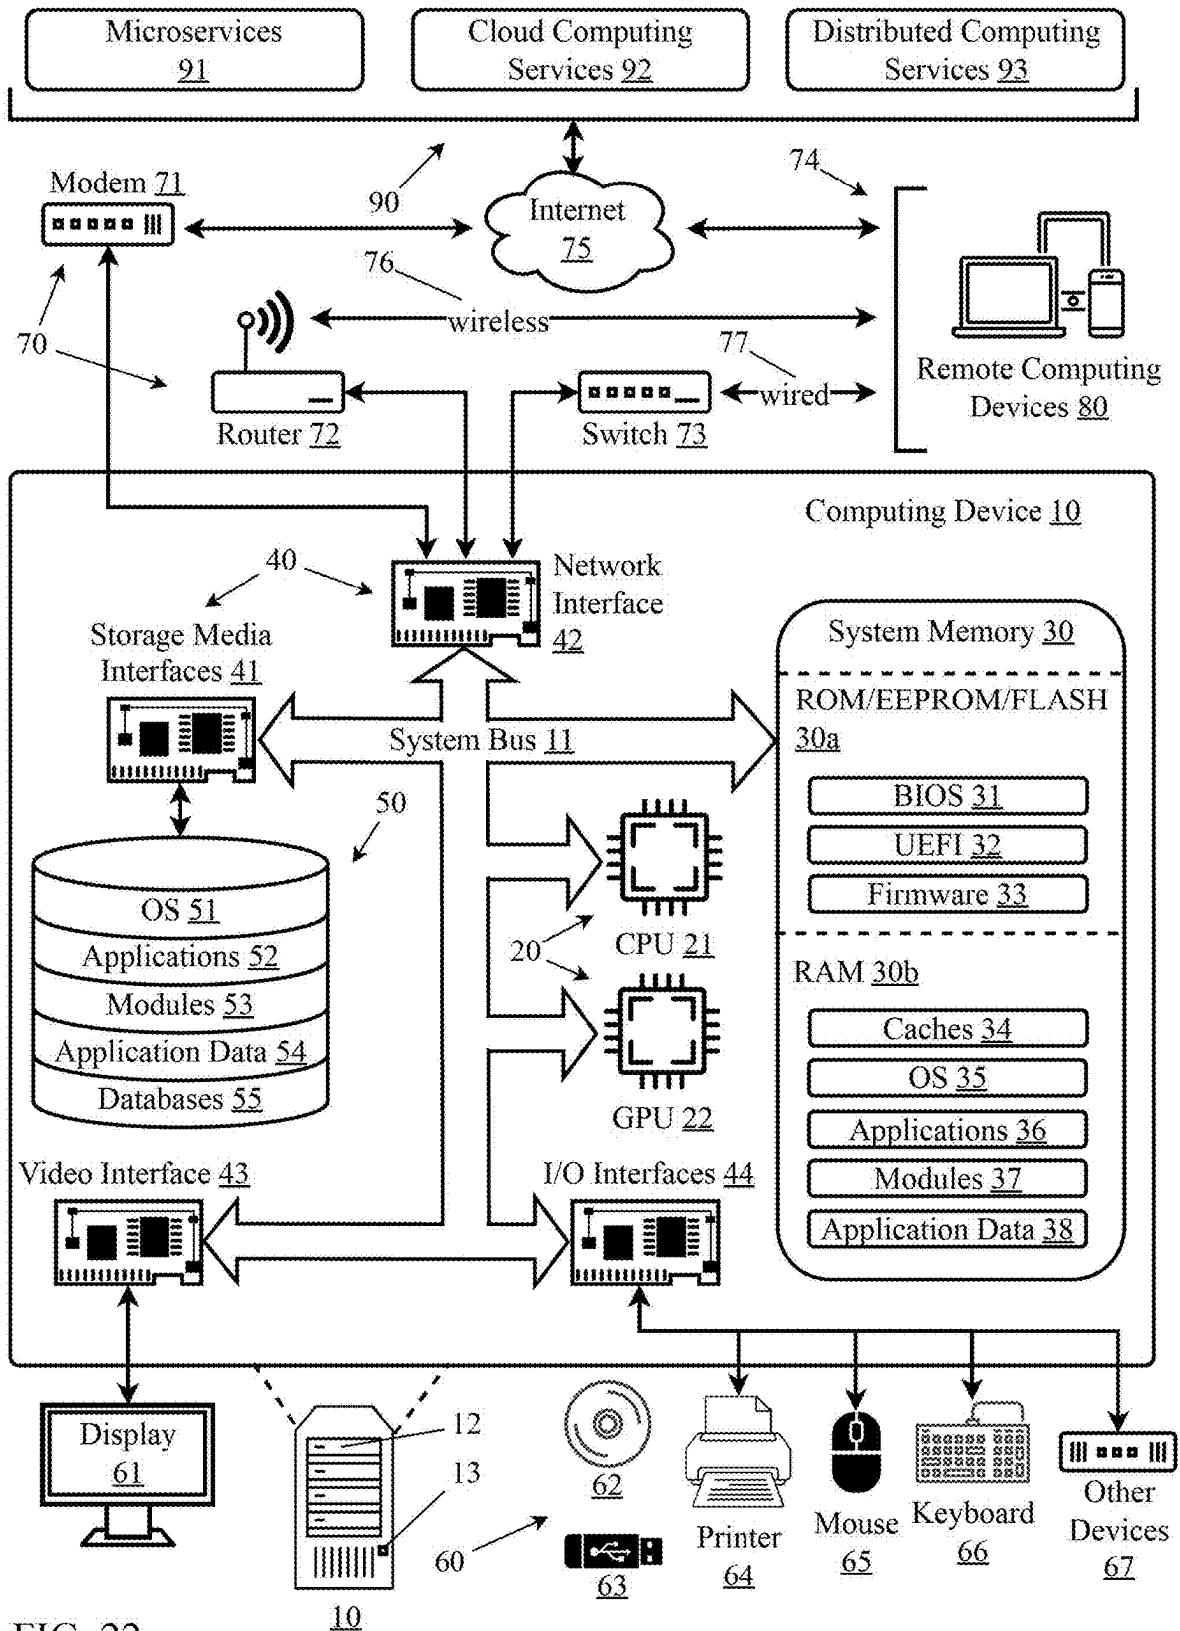 Microservices
91
Cloud Computing
Services 92
Distributed Computing
Services 93
74
Modem 71
90
Internet
75
76
wireless
70
77
wired
Router 72
Switch 73
Remote Computing
Devices 80
Computing Device 10
40
Network
Interface
42
Storage Media
Interfaces 41
System Bus 11
System Memory 30
ROM/EEPROM/FLASH
30a
BIOS 31
UEFI 32
Firmware 33
RAM 30b
Caches 34
OS 35
Applications 36
Modules 37
Application Data 38
50
OS 51
Applications 52
Modules 53
Application Data 54
Databases 55
CPU 21
20
GPU 22
Video Interface 43
I/O Interfaces 44
Display
61
12
13
10
60
62
63
Printer
64
Mouse
65
Keyboard
66
Other
Devices
67
FIG. 22